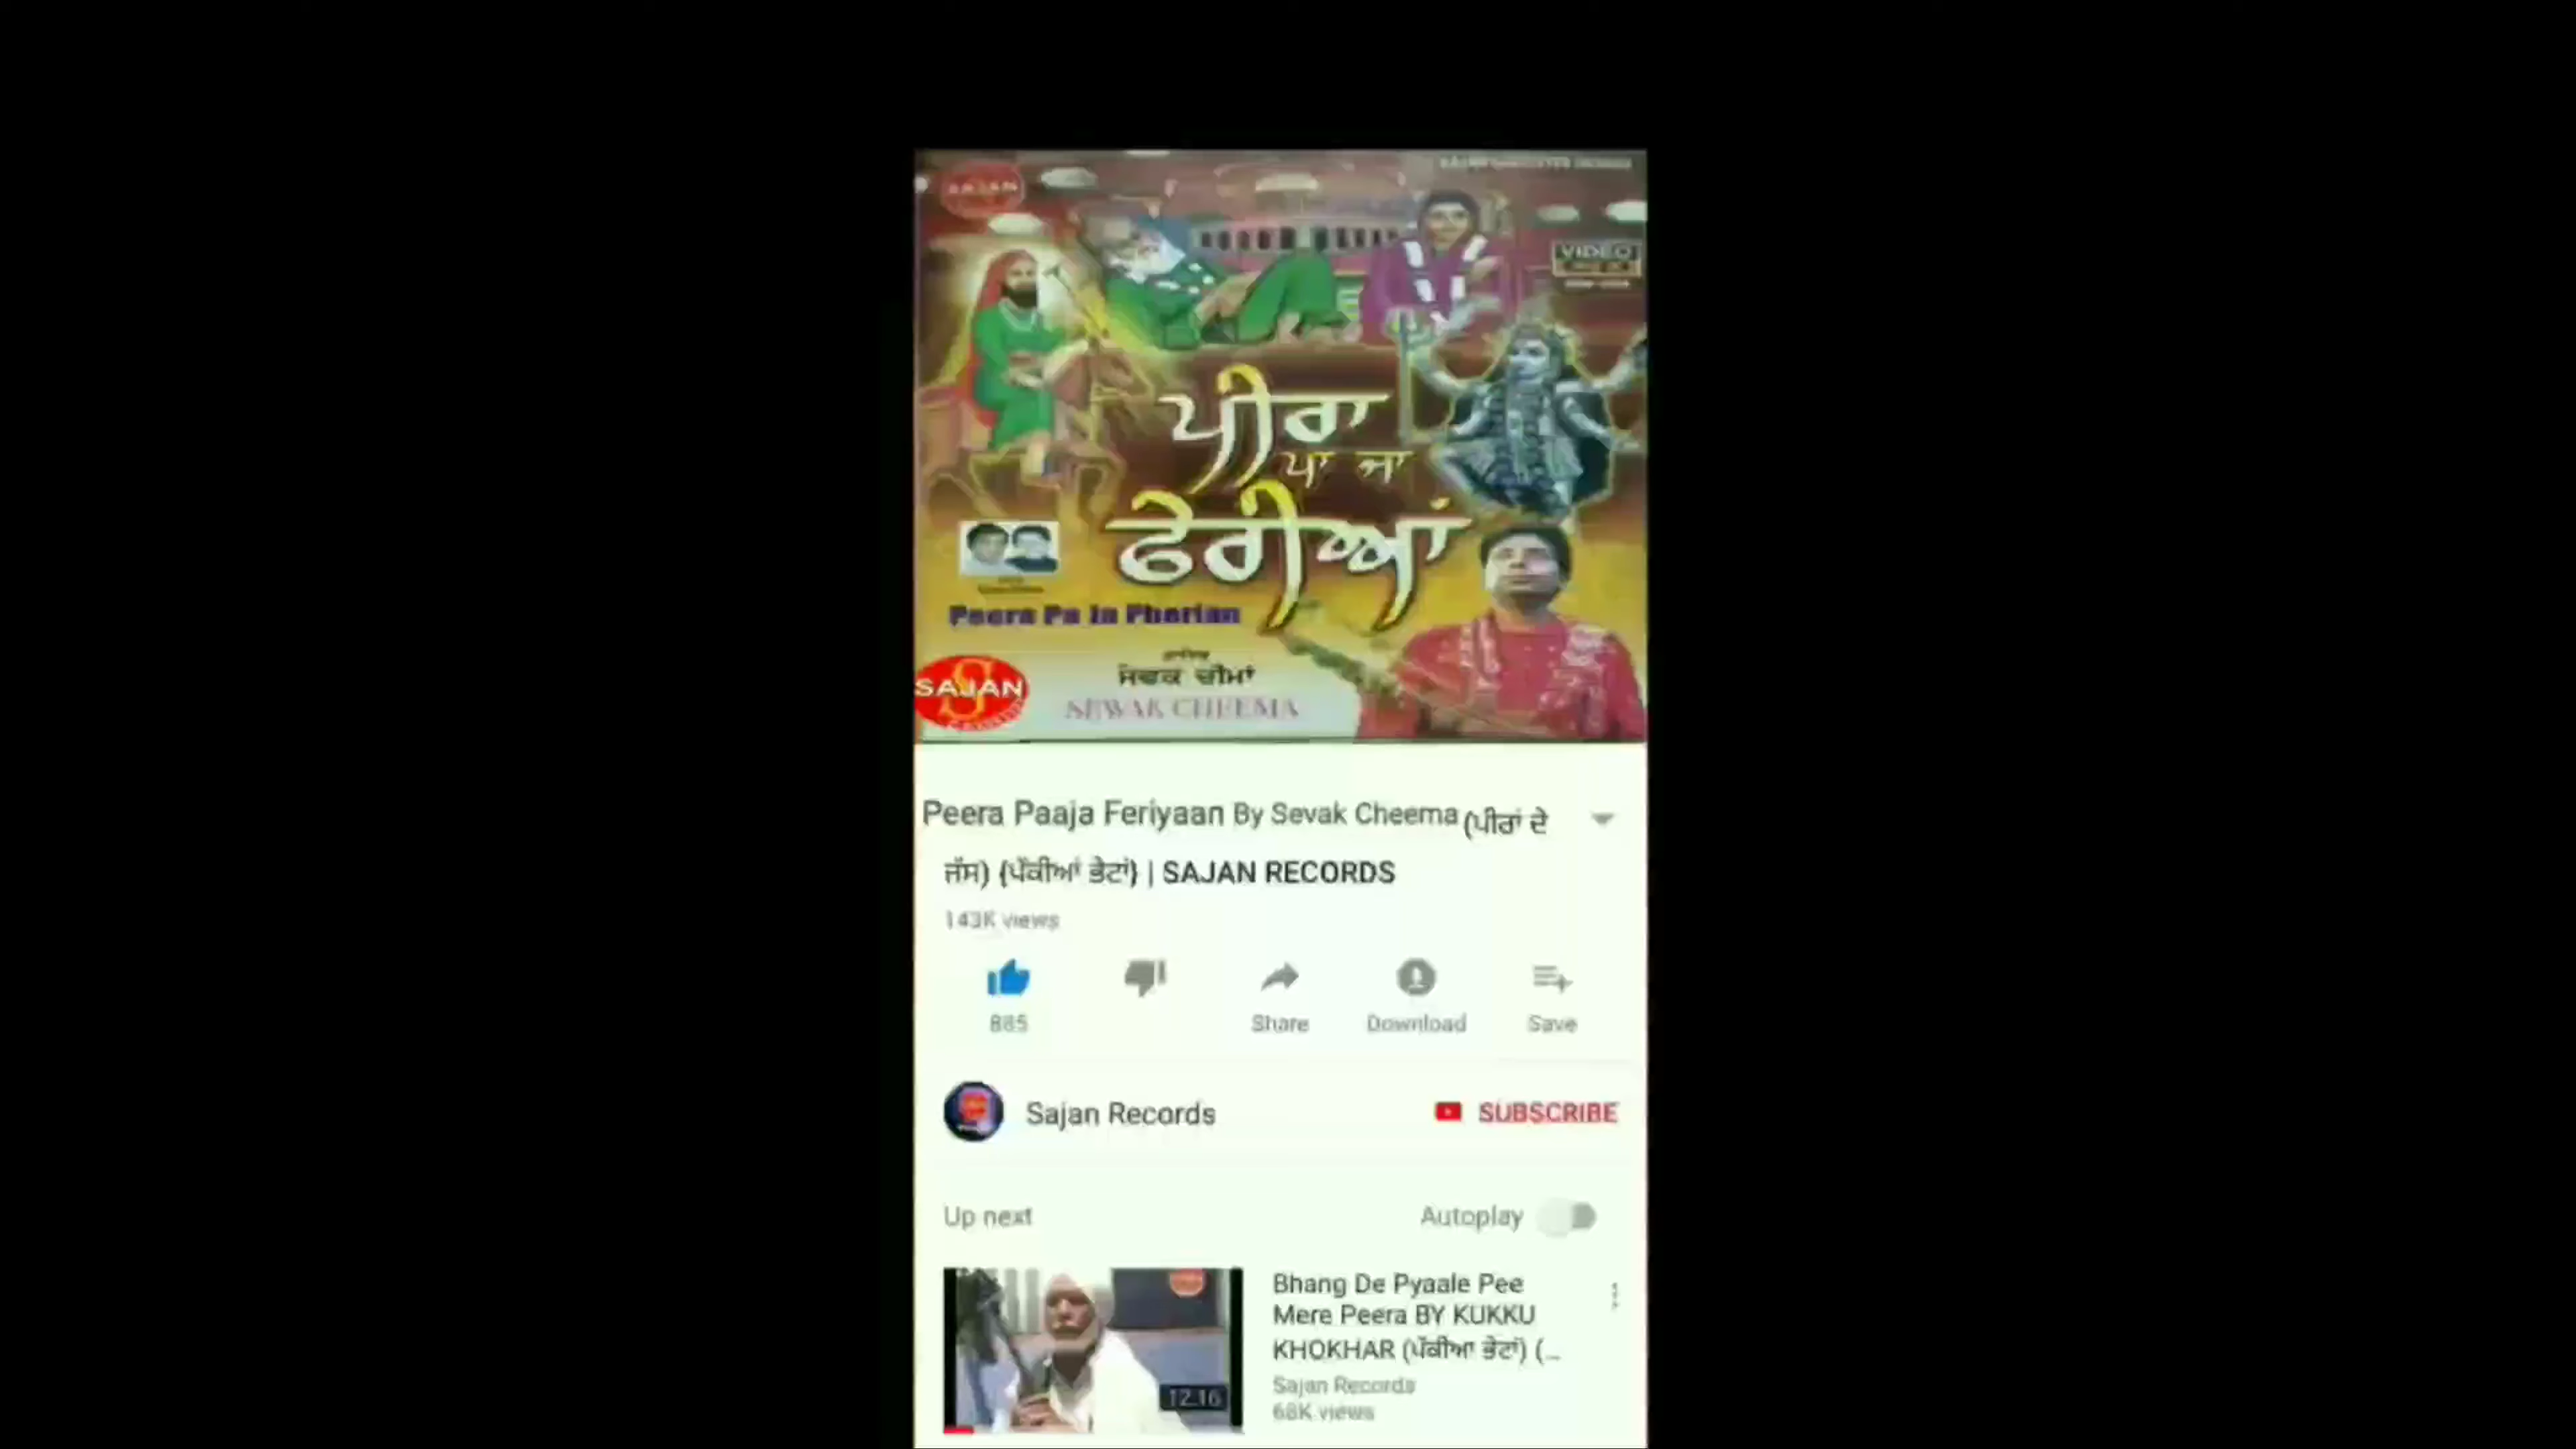 SAJAN
VIDEO
ਪੀਰਾ
ਪਾ ਜਾ
ਫੇਰੀਆਂ
Peera Pa Ja Pherian
SAJAN
ਸੇਵਕ ਚੀਮਾਂ
SEWAK CHEEMA
Peera Paaja Feriyaan By Sevak Cheema (ਪੀਰਾਂ ਦੇ
ਜੱਸ) {ਪੱਕੀਆਂ ਭੇਟਾਂ} | SAJAN RECORDS
143K views
885 Share Download Save
Sajan Records SUBSCRIBE
Up next Autoplay
Bhang De Pyaale Pee
Mere Peera BY KUKKU
KHOKHAR (ਪੱਕੀਆ ਭੇਟਾਂ) (...
Sajan Records
68K views
12:16